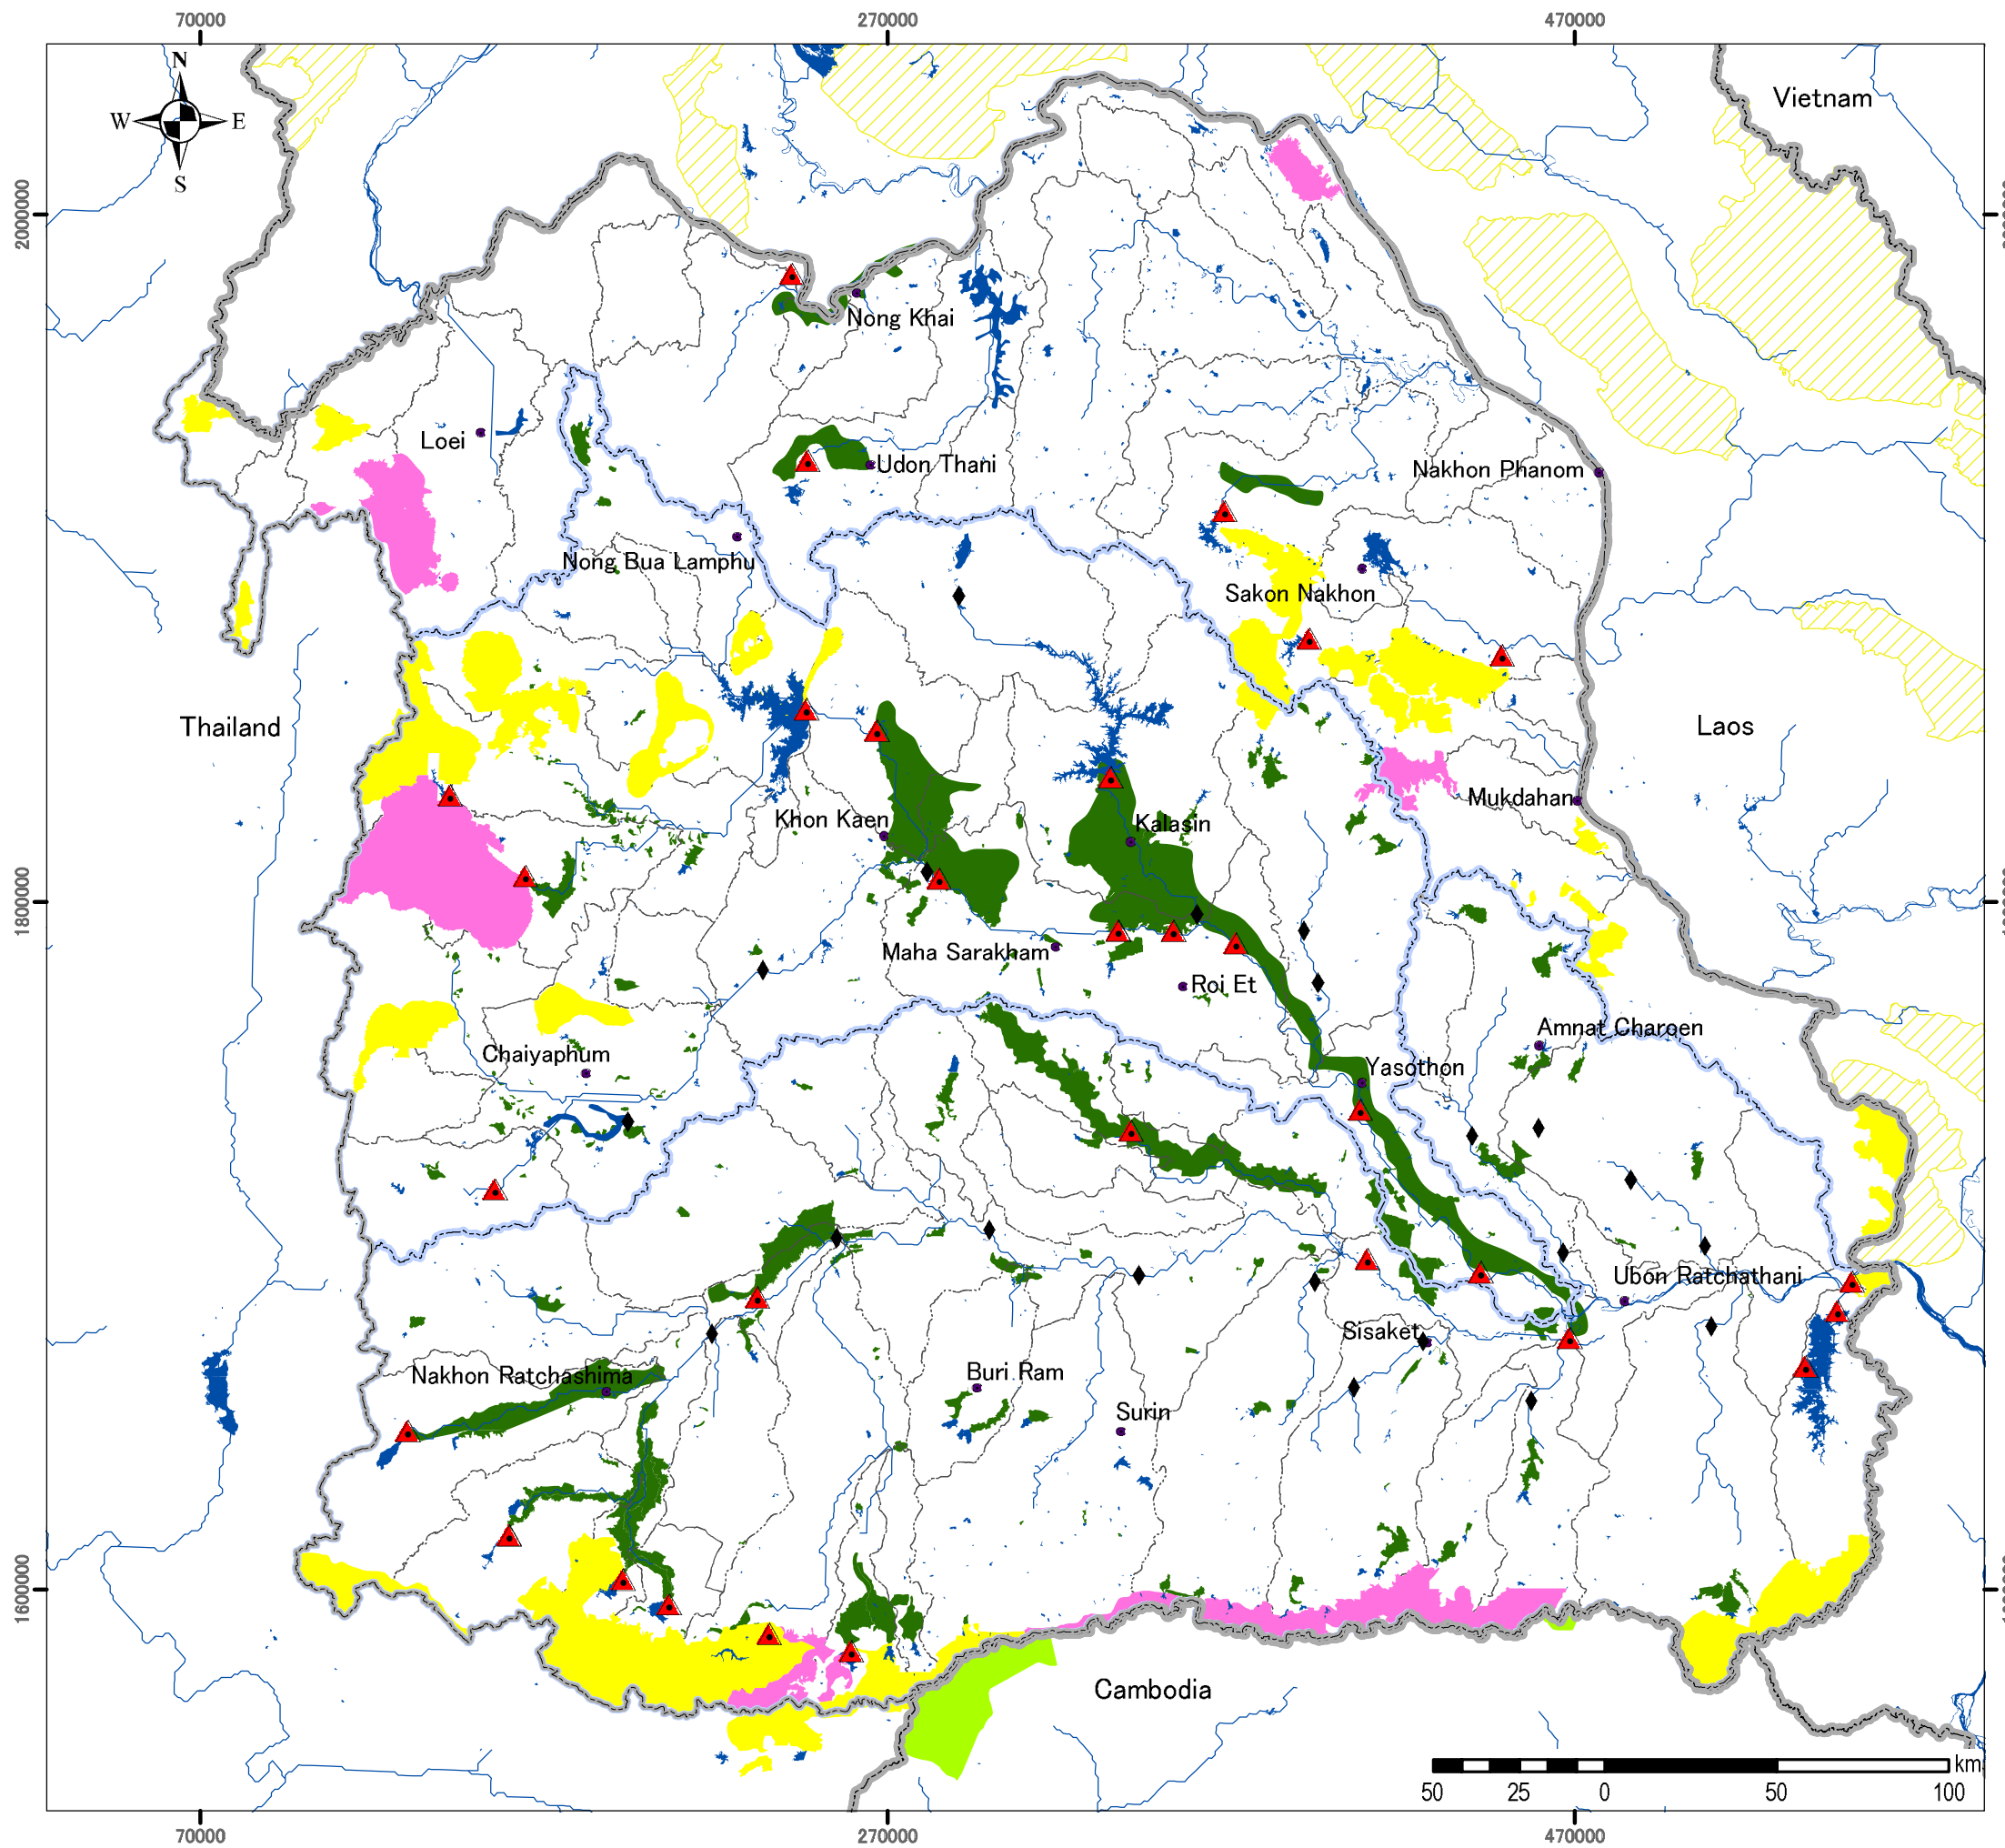 70000
270000
470000
N
W
E
S
Vietnam
2000000
Nong Khai
Loei
Udon Thani
Nakhon Phanom
Nong Bua Lamphu
Sakon Nakhon
Thailand
Laos
Mukdahan
Khon Kaen
Kalasin
1800000
Maha Sarakham
Roi Et
Amnat Charoen
Chaiyaphum
Yasothon
Ubon Ratchathani
Sisaket
Nakhon Ratchashima
Buri Ram
Surin
1600000
Cambodia
km
50
25
0
50
100
70000
270000
470000